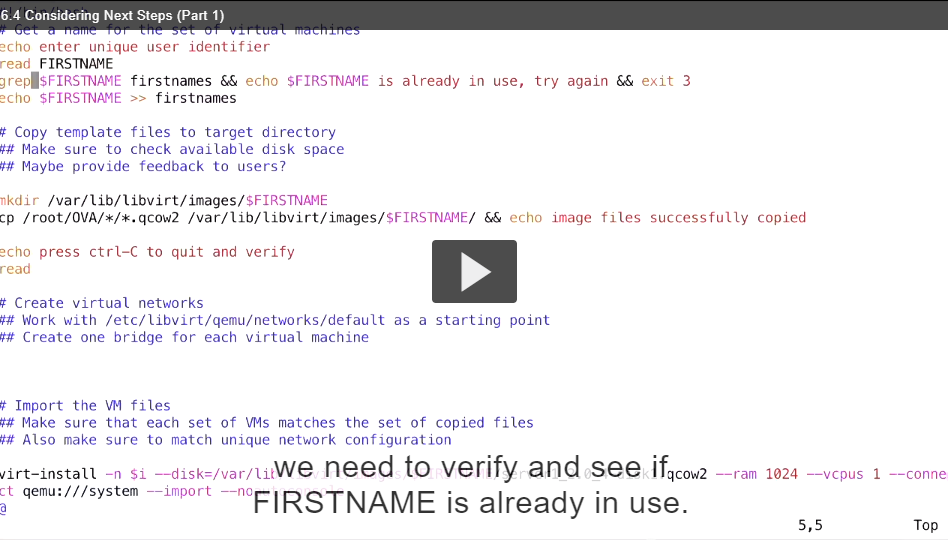 6.4 Considering Next Steps (Part 1)
# Get a name for the set of virtual machines
echo enter unique user identifier
read FIRSTNAME
grep $FIRSTNAME firstnames && echo $FIRSTNAME is already in use, try again && exit 3
echo $FIRSTNAME >> firstnames
# Copy template files to target directory
## Make sure to check available disk space
## Maybe provide feedback to users?
mkdir /var/lib/libvirt/images/$FIRSTNAME
cp /root/OVA/*/*.qcow2 /var/lib/libvirt/images/$FIRSTNAME/ && echo image files successfully copied
echo press ctrl-C to quit and verify
read
# Create virtual networks
## Work with /etc/libvirt/qemu/networks/default as a starting point
## Create one bridge for each virtual machine
# Import the VM files
## Make sure that each set of VMs matches the set of copied files
## Also make sure to match unique network configuration
virt-install -n $i --disk=/var/lib qcow2 --ram 1024 --vcpus 1 --conne
ct qemu:///system --import
@
we need to verify and see if
FIRSTNAME is already in use.
5,5 Top